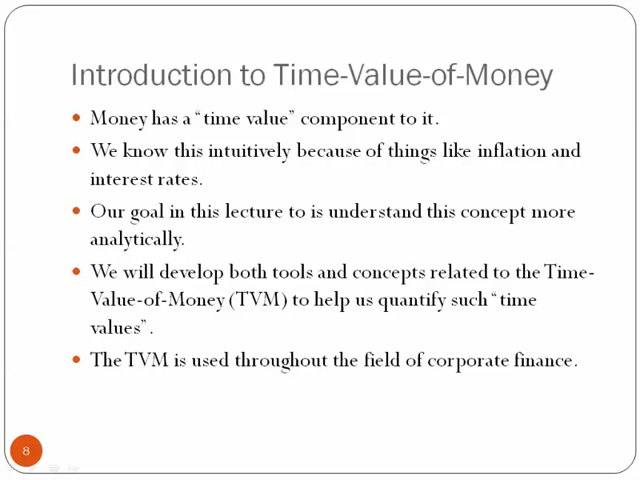 Introduction to Time-Value-of-Money
• Money has a “time value” component to it.
• We know this intuitively because of things like inflation and
interest rates.
• Our goal in this lecture to is understand this concept more
analytically.
• We will develop both tools and concepts related to the Time-
Value-of-Money (TVM) to help us quantify such “time
values”.
• The TVM is used throughout the field of corporate finance.
8